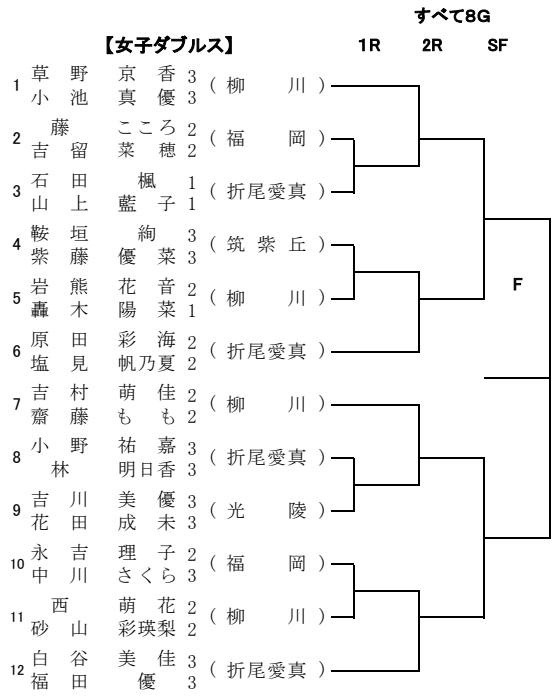 すべて8G
【女子ダブルス】 1R 2R SF
1 草野 京香 3 (柳川)
小池 真優 3
2 藤 こころ 2 (福岡)
吉留 菜穂 2
3 石田 楓 1 (折尾愛真)
山上 藍子 1
4 鞍垣 絢 3 (筑紫丘)
紫藤 優菜 3
5 岩熊 花音 2 (柳川)
轟木 陽菜 1
F
6 原田 彩海 2 (折尾愛真)
塩見 帆乃夏 2
7 吉村 萌佳 2 (柳川)
齋藤 もも 2
8 小野 祐嘉 3 (折尾愛真)
林 明日香 3
9 吉川 美優 3 (光陵)
花田 成未 3
10 永吉 理子 2 (福岡)
中川 さくら 3
11 西 萌花 2 (柳川)
砂山 彩瑛梨 2
12 白谷 美佳 3 (折尾愛真)
福田 優 3